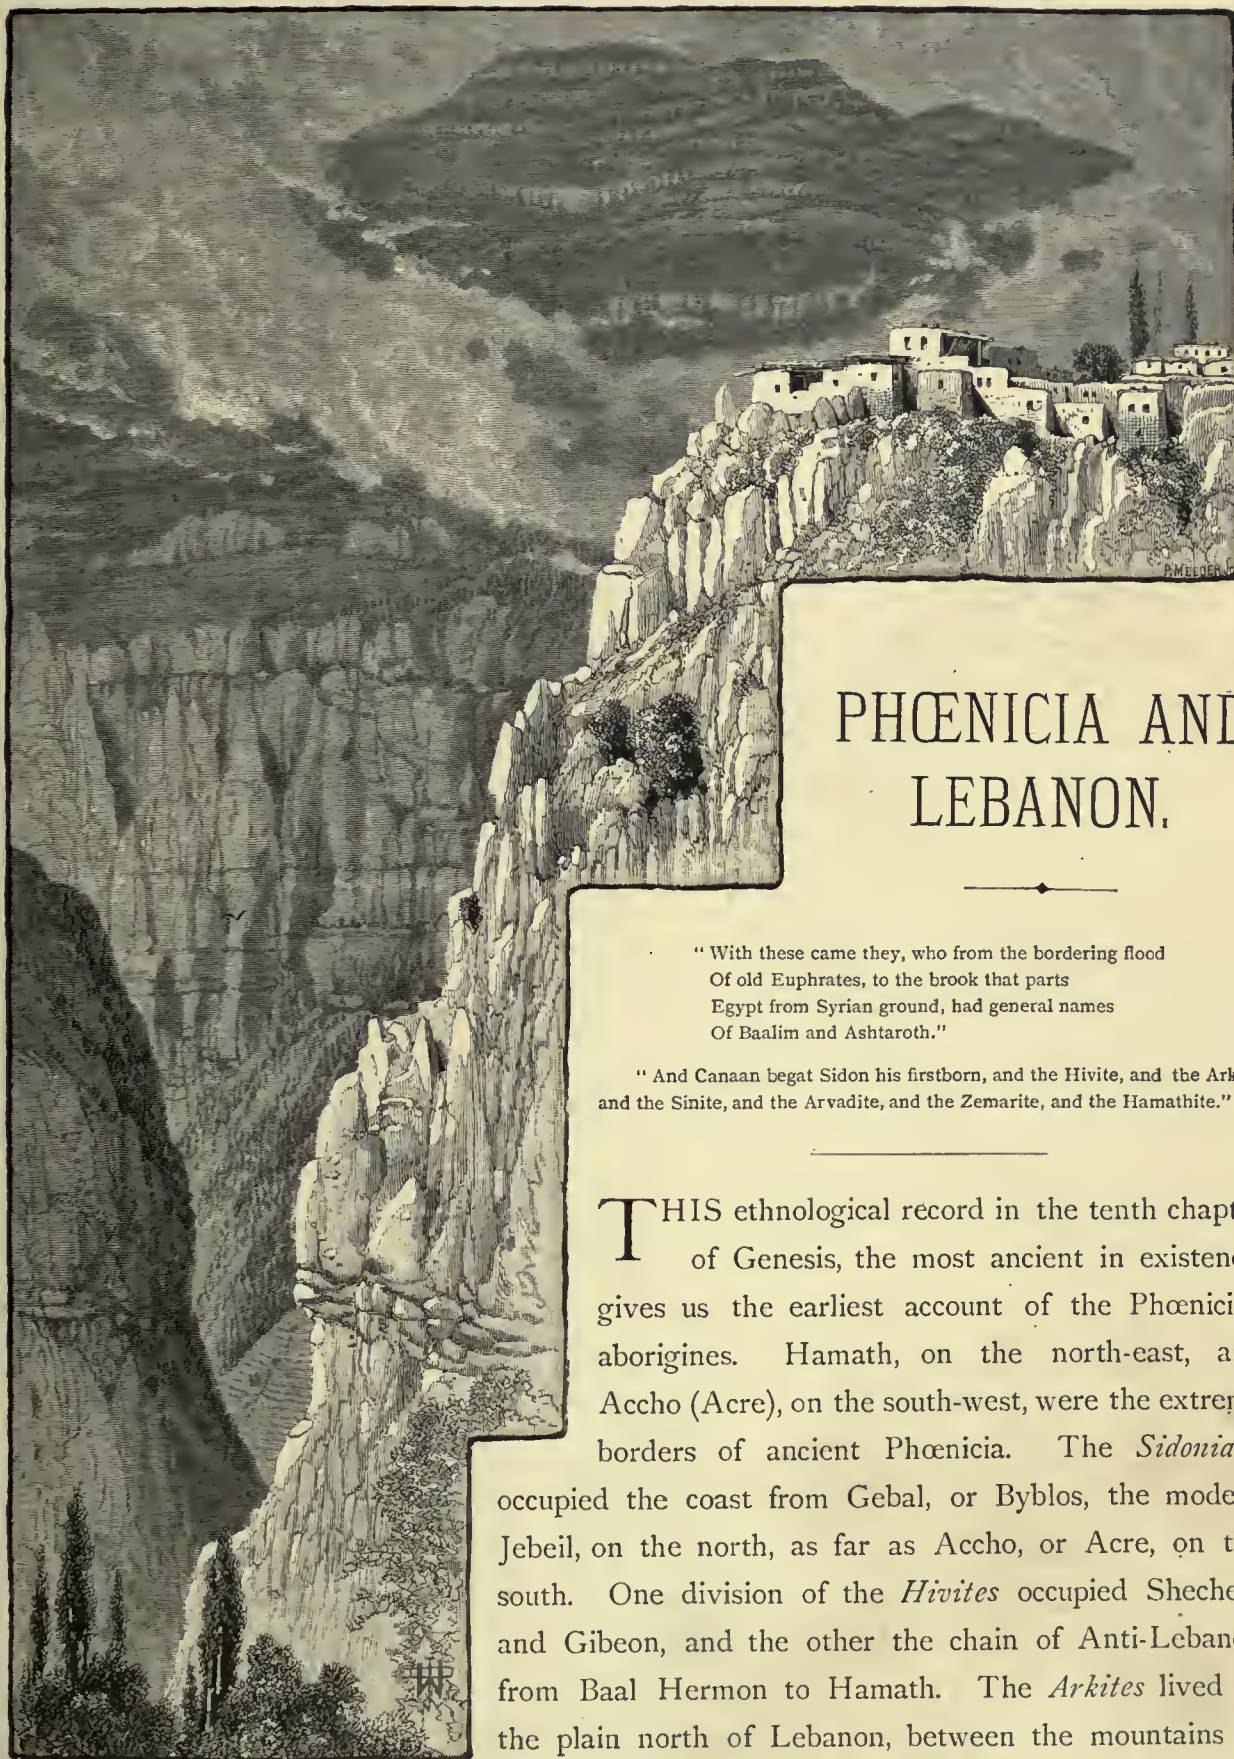 P. MEEDER
PHŒNICIA AND
LEBANON.
“ With these came they, who from the bordering flood
Of old Euphrates, to the brook that parts
Egypt from Syrian ground, had general names
Of Baalim and Ashtaroth.”
“ And Canaan begat Sidon his firstborn, and the Hivite, and the Ark
and the Sinite, and the Arvadite, and the Zemarite, and the Hamathite.”
THIS ethnological record in the tenth chapt
of Genesis, the most ancient in existenc
gives us the earliest account of the Phœnici
aborigines. Hamath, on the north-east, a
Accho (Acre), on the south-west, were the extrem
borders of ancient Phœnicia. The Sidonia
occupied the coast from Gebal, or Byblos, the mode
Jebeil, on the north, as far as Accho, or Acre, on t
south. One division of the Hivites occupied Sheche
and Gibeon, and the other the chain of Anti-Lebano
from Baal Hermon to Hamath. The Arkites lived
the plain north of Lebanon, between the mountains